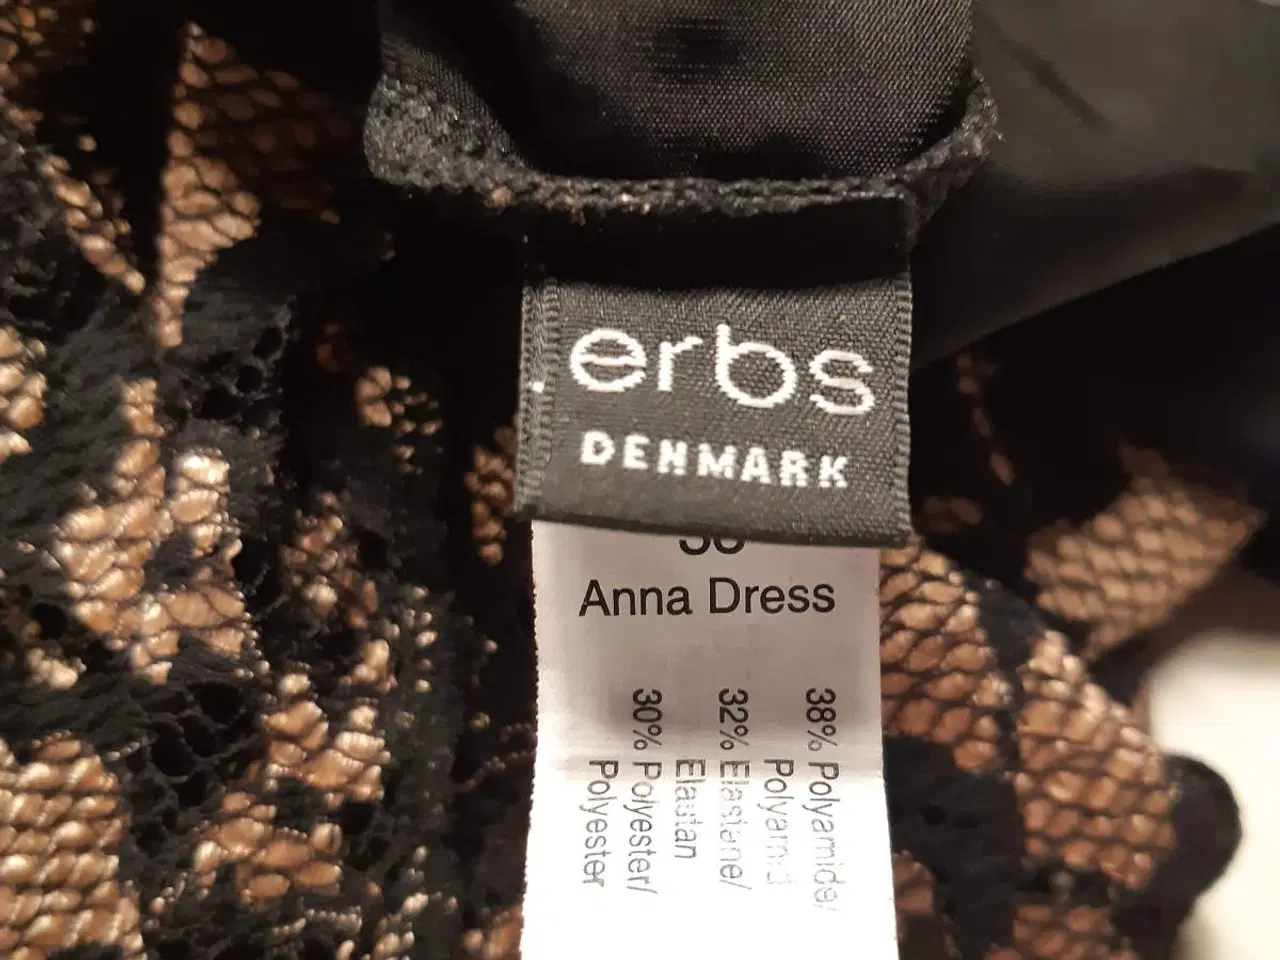 erbs
DENMARK
Anna Dress
38% Polyamide/
Polyamid
32% Elastane/
Elastan
30% Polyester/
Polyester